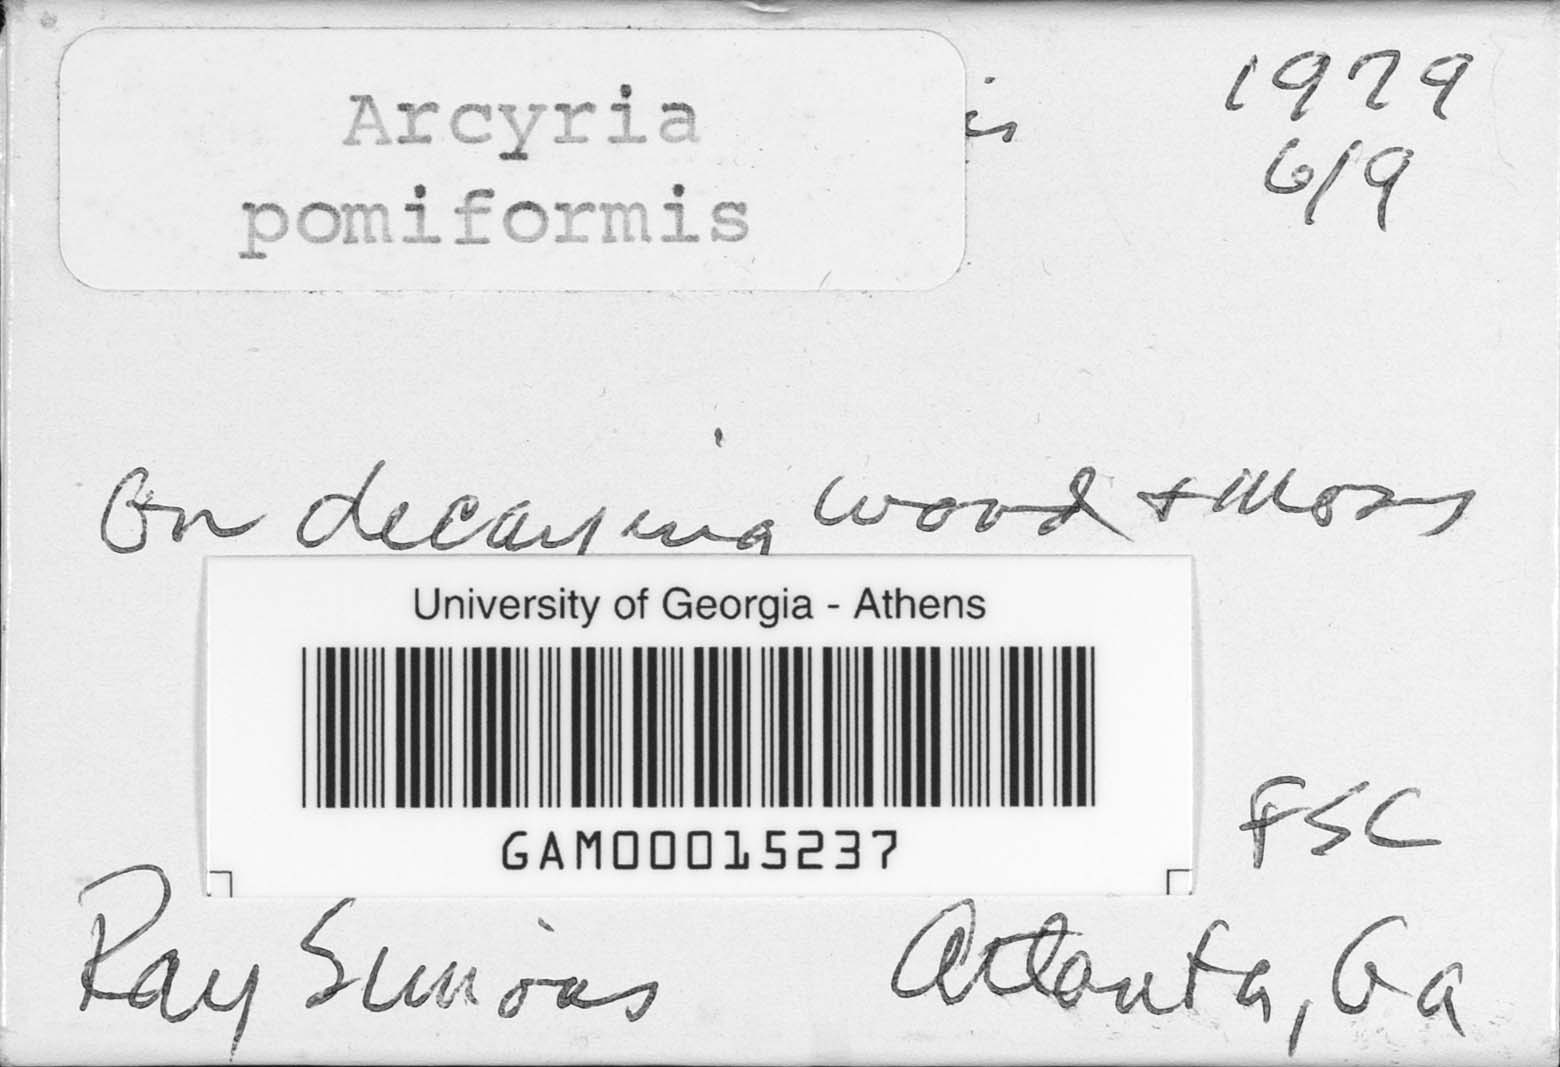 Arcyria
pomiformis
is
1979
6/9
On decaying wood + moss
University of Georgia - Athens
GAM00015237
FSC
Ray Simons
Atlanta, Ga